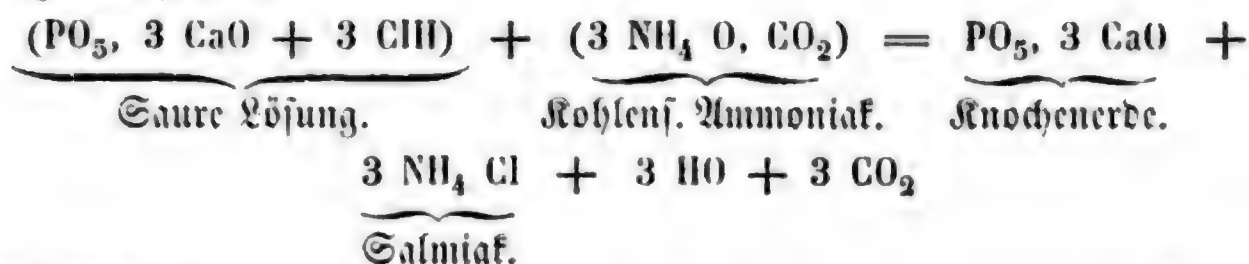 (PO₅, 3 CaO + 3 ClH) + (3 NH₄ O, CO₂) = PO₅, 3 CaO +
Saure Lösung. Kohlens. Ammoniak. Knochenerde.
3 NH₄ Cl + 3 HO + 3 CO₂
Salmiak.